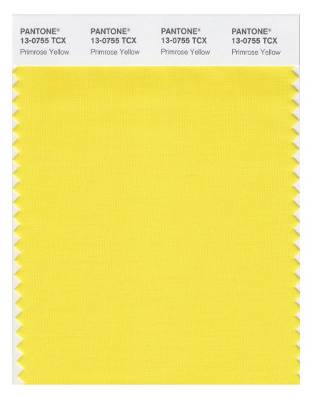 PANTONE® PANTONE® PANTONE® PANTONE®
13-0755 TCX 13-0755 TCX 13-0755 TCX 13-0755 TCX
Primrose Yellow Primrose Yellow Primrose Yellow Primrose Yellow